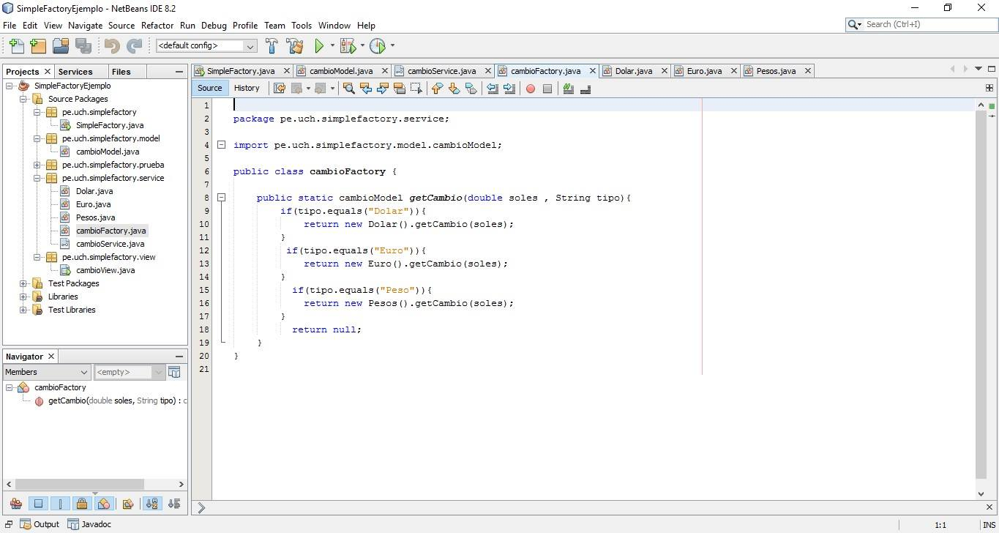 SimpleFactoryEjemplo - NetBeans IDE 8.2
File Edit View Navigate Source Refactor Run Debug Profile Team Tools Window Help
Search (Ctrl+I)
<default config>
Projects Services Files
SimpleFactoryEjemplo
Source Packages
pe.uch.simplefactory
SimpleFactory.java
pe.uch.simplefactory.model
cambioModel.java
pe.uch.simplefactory.prueba
pe.uch.simplefactory.service
Dolar.java
Euro.java
Pesos.java
cambioFactory.java
cambioService.java
pe.uch.simplefactory.view
cambioView.java
Test Packages
Libraries
Test Libraries
Navigator
Members <empty>
cambioFactory
getCambio(double soles, String tipo) : c
SimpleFactory.java cambioModel.java cambioService.java cambioFactory.java Dolar.java Euro.java Pesos.java
Source History
1
2 package pe.uch.simplefactory.service;
3
4 import pe.uch.simplefactory.model.cambioModel;
5
6 public class cambioFactory {
7
8 public static cambioModel getCambio(double soles , String tipo){
9 if(tipo.equals("Dolar")){
10 return new Dolar().getCambio(soles);
11 }
12 if(tipo.equals("Euro")){
13 return new Euro().getCambio(soles);
14 }
15 if(tipo.equals("Peso")){
16 return new Pesos().getCambio(soles);
17 }
18 return null;
19 }
20 }
21
Output Javadoc
1:1 INS